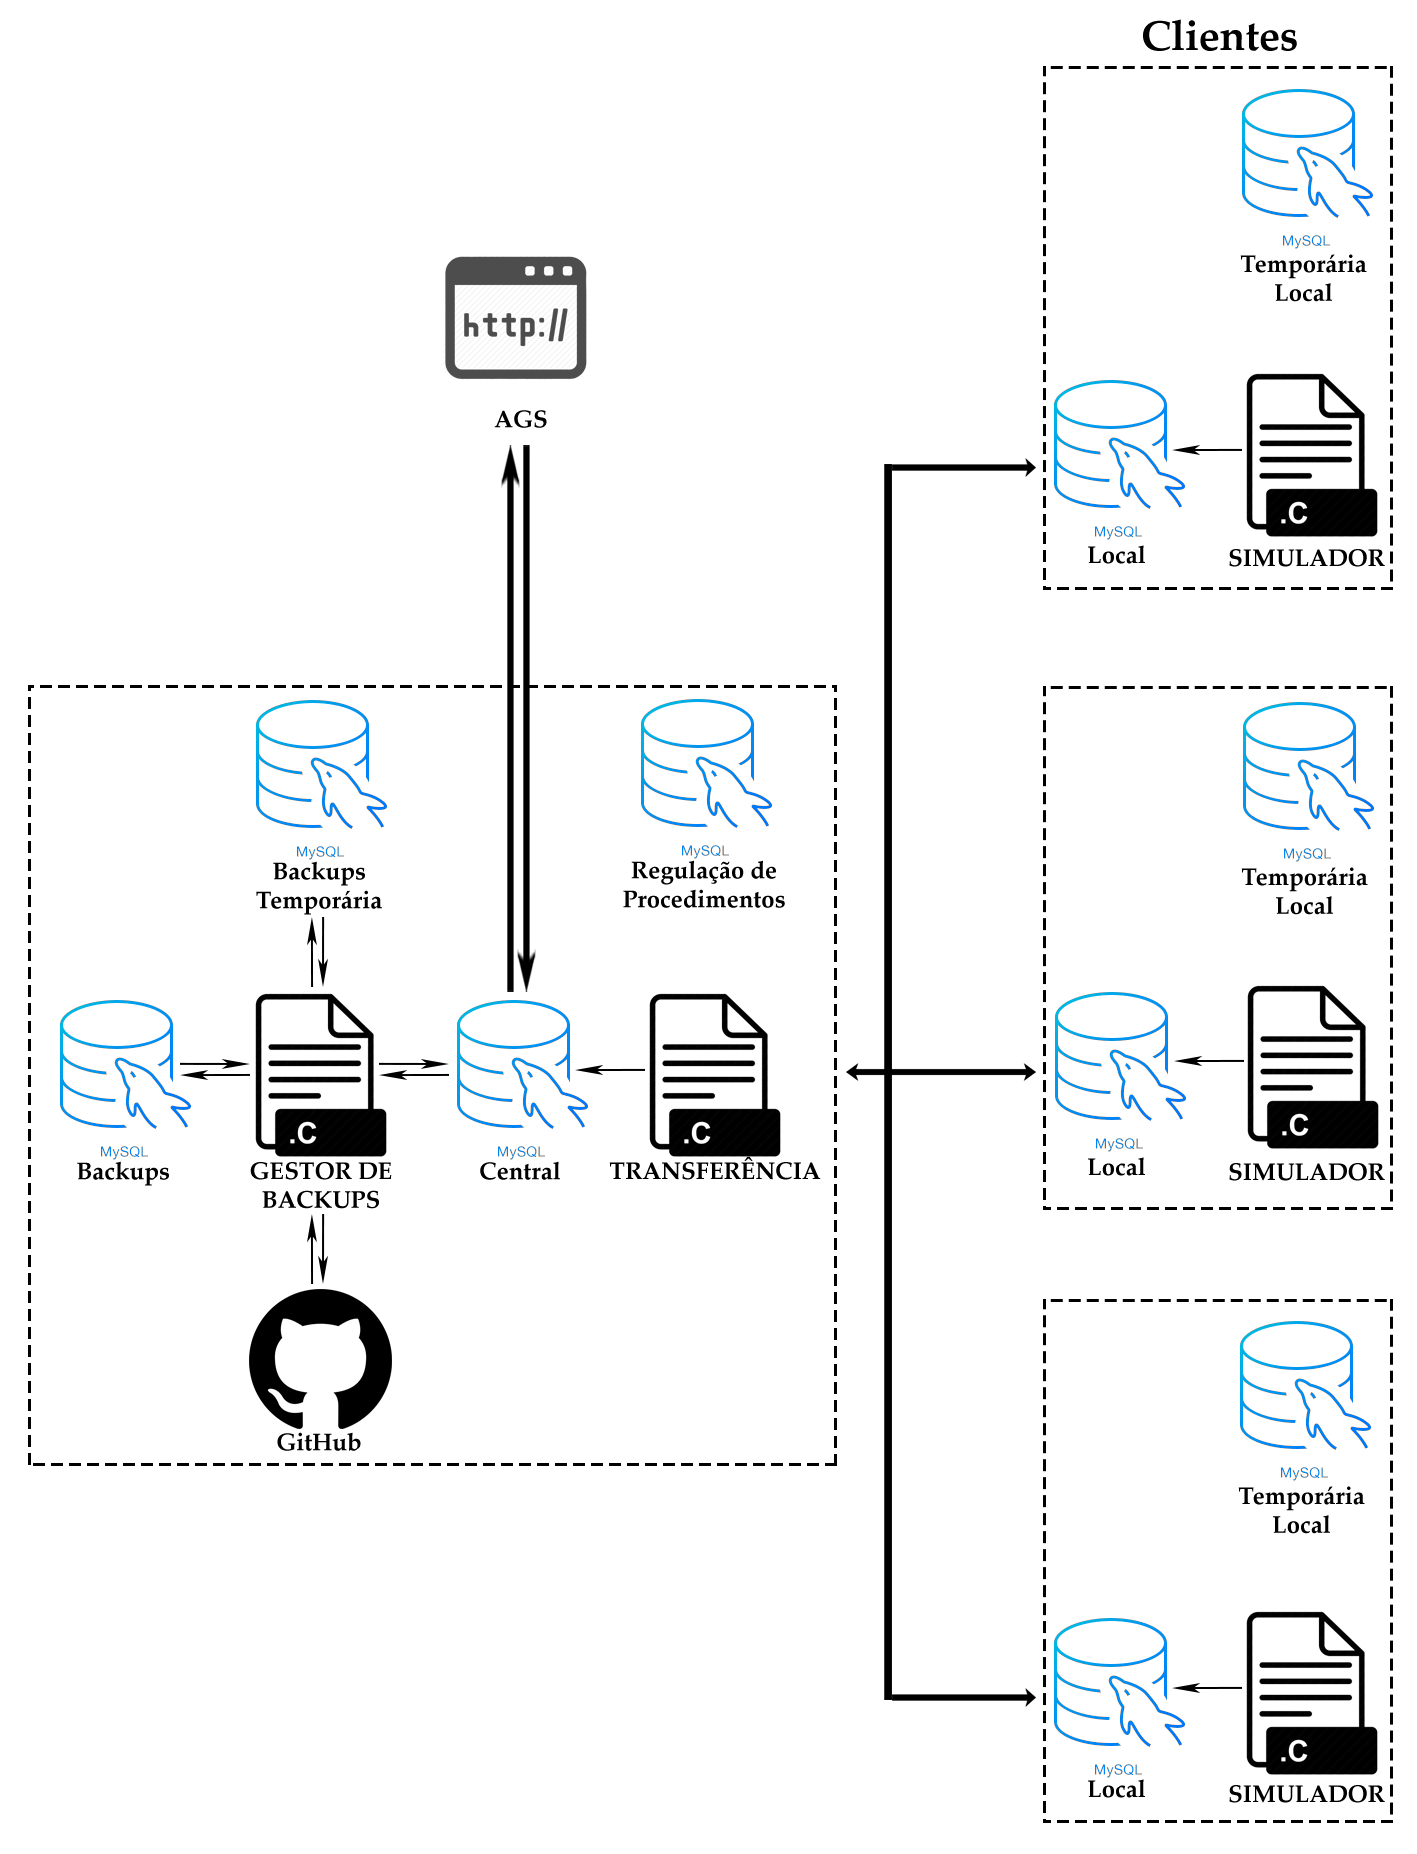 Clientes
MySQL
Temporária
Local
http://
AGS
.C
MySQL
Local
SIMULADOR
MySQL
Backups
Temporária
MySQL
Regulação de
Procedimentos
MySQL
Temporária
Local
.C
MySQL
Backups
GESTOR DE
BACKUPS
MySQL
Central
.C
TRANSFERÊNCIA
.C
MySQL
Local
SIMULADOR
GitHub
MySQL
Temporária
Local
.C
MySQL
Local
SIMULADOR